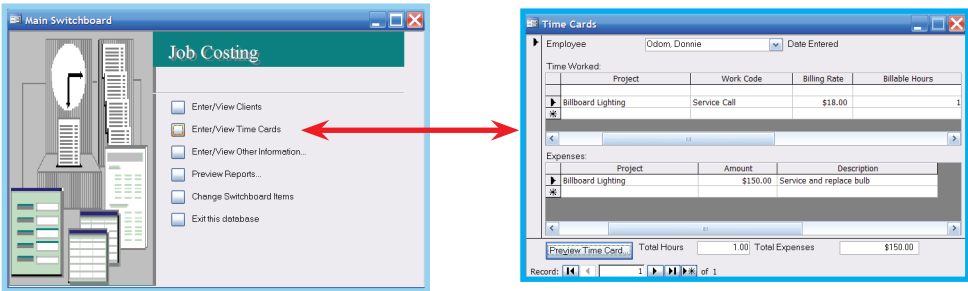 Main Switchboard
Job Costing
Enter/View Clients
Enter/View Time Cards
Enter/View Other Information...
Preview Reports...
Change Switchboard Items
Exit this database
Time Cards
Employee Odom, Donnie Date Entered
Time Worked:
Project Work Code Billing Rate Billable Hours
Billboard Lighting Service Call $18.00 1
Expenses:
Project Amount Description
Billboard Lighting $150.00 Service and replace bulb
Preview Time Card... Total Hours 1.00 Total Expenses $150.00
Record: 1 of 1